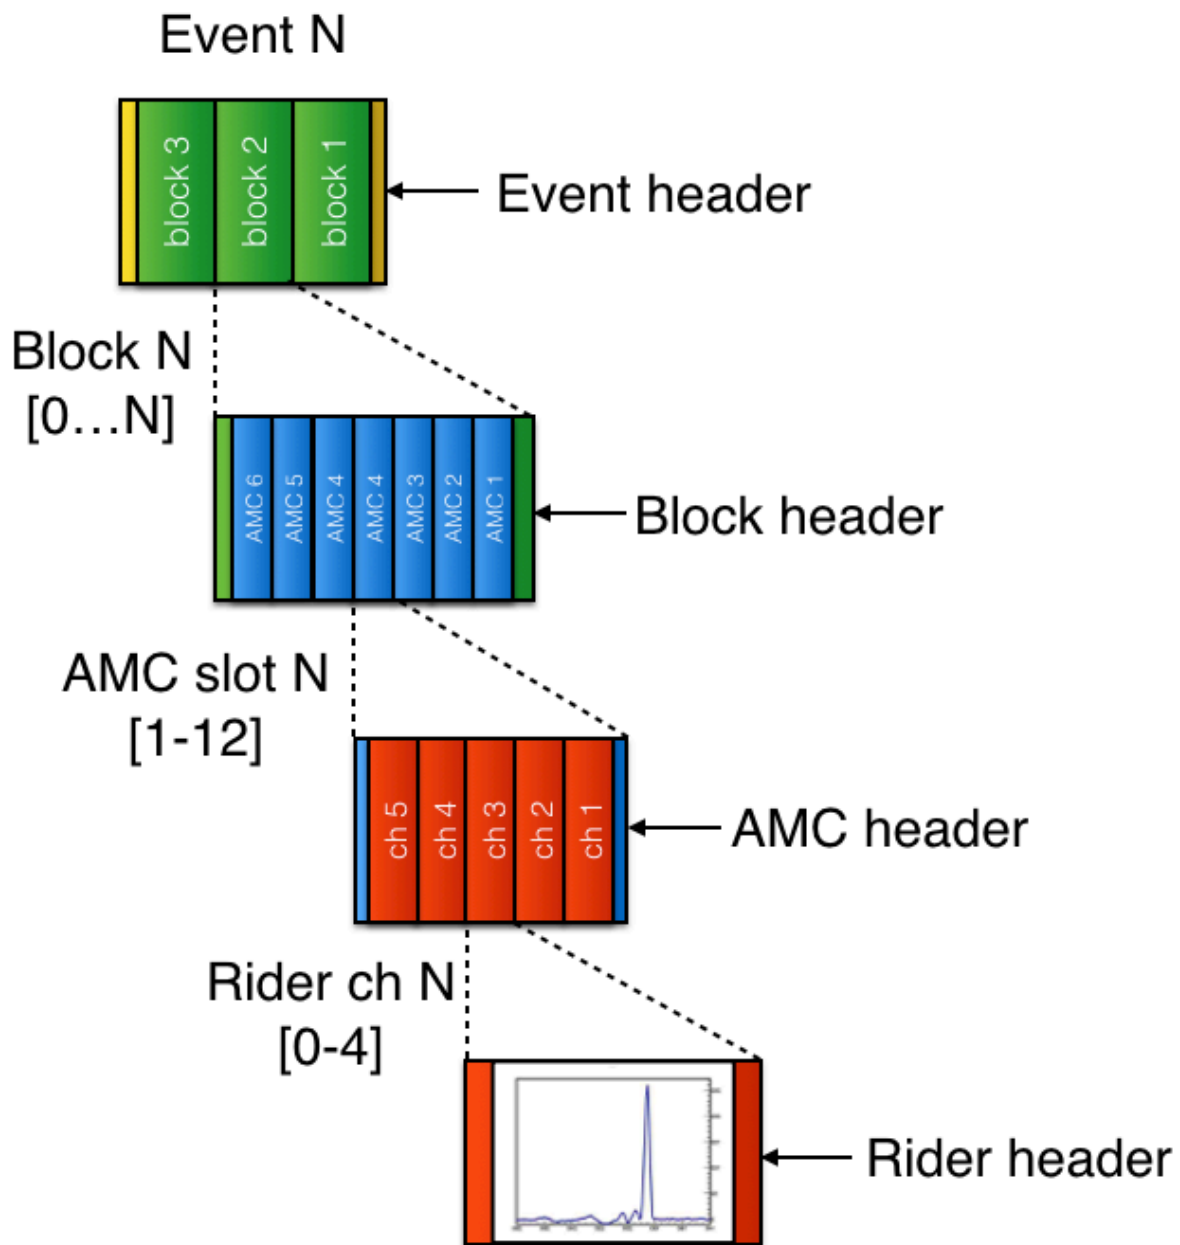 Event N
block 3
block 2
block 1
Event header
Block N
[0...N]
AMC 6
AMC 5
AMC 4
AMC 4
AMC 3
AMC 2
AMC 1
Block header
AMC slot N
[1-12]
ch 5
ch 4
ch 3
ch 2
ch 1
AMC header
Rider ch N
[0-4]
Rider header